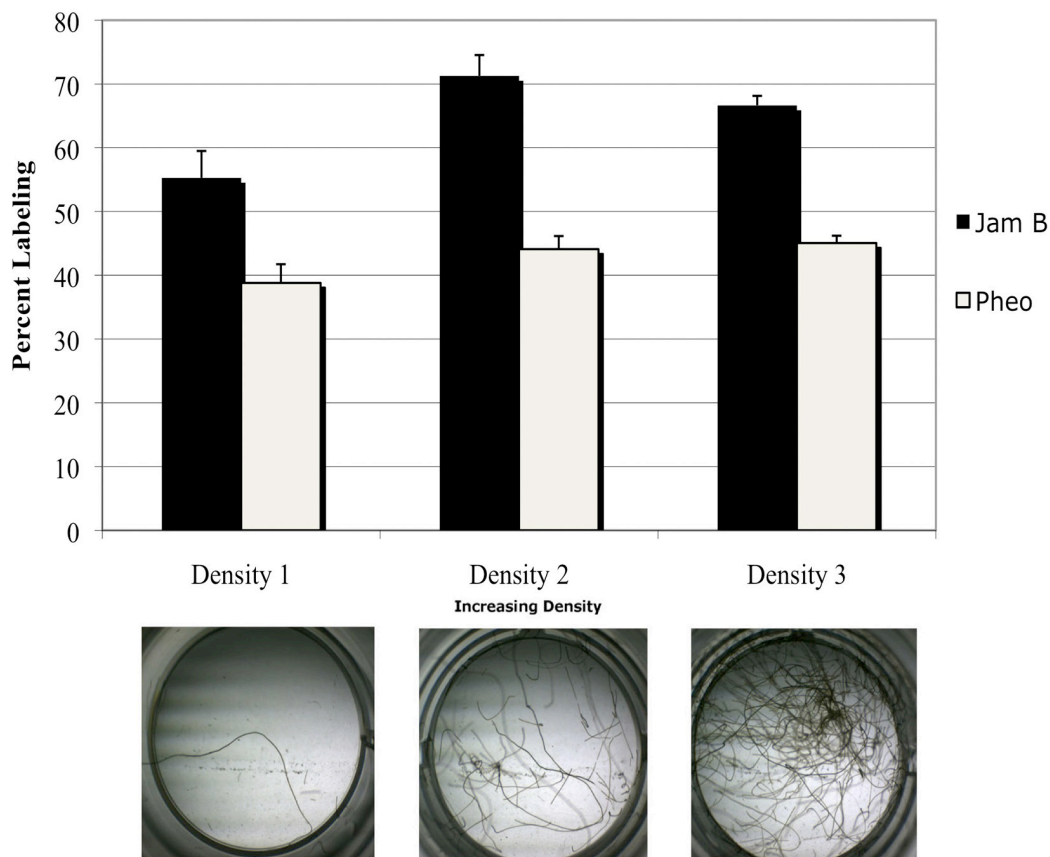 80
70
60
50
40
30
20
10
0
Percent Labeling
Jam B
Pheo
Density 1
Density 2
Density 3
Increasing Density